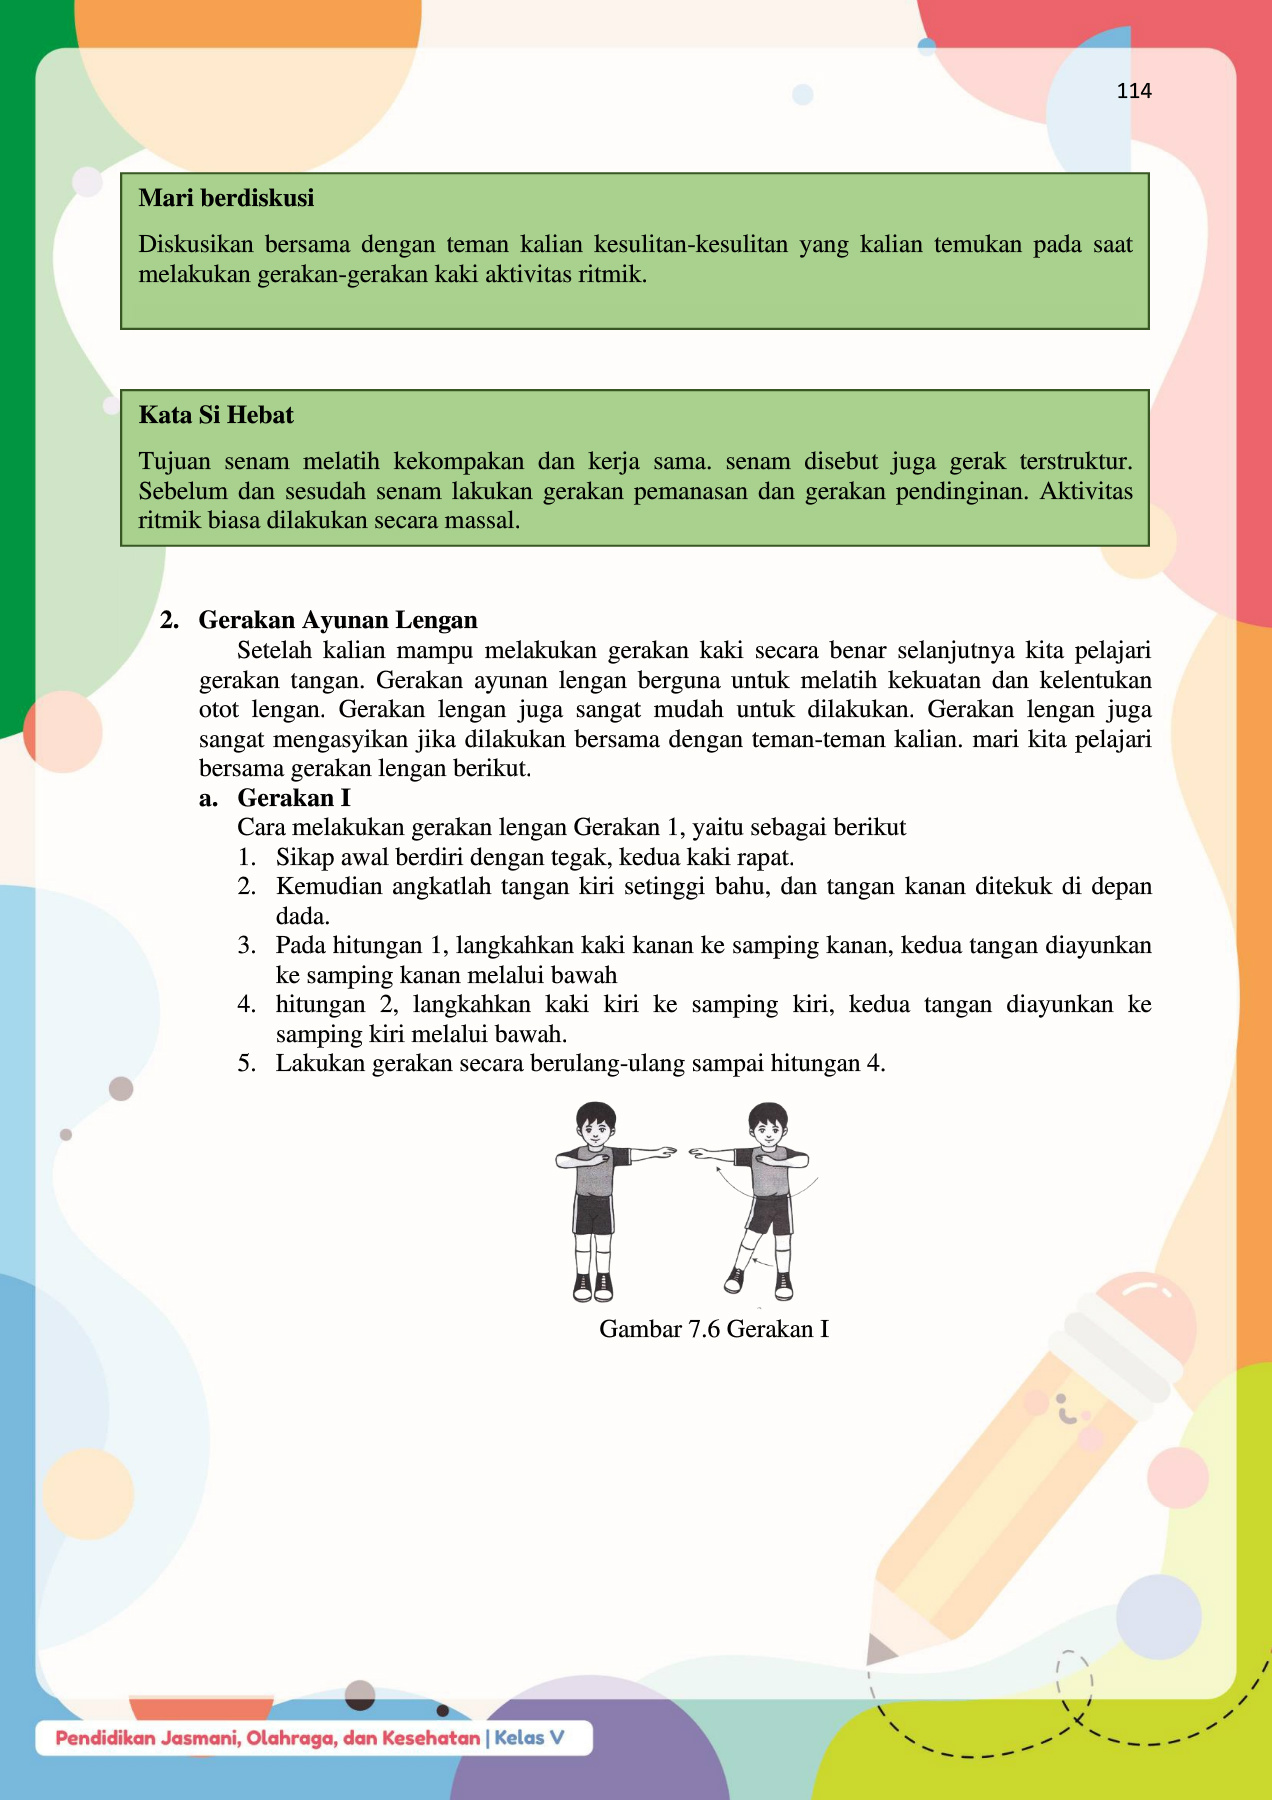 114
Mari berdiskusi
Diskusikan bersama dengan teman kalian kesulitan-kesulitan yang kalian temukan pada saat
melakukan gerakan-gerakan kaki aktivitas ritmik.
Kata Si Hebat
Tujuan senam melatih kekompakan dan kerja sama. senam disebut juga gerak terstruktur.
Sebelum dan sesudah senam lakukan gerakan pemanasan dan gerakan pendinginan. Aktivitas
ritmik biasa dilakukan secara massal.
2. Gerakan Ayunan Lengan
Setelah kalian mampu melakukan gerakan kaki secara benar selanjutnya kita pelajari
gerakan tangan. Gerakan ayunan lengan berguna untuk melatih kekuatan dan kelentukan
otot lengan. Gerakan lengan juga sangat mudah untuk dilakukan. Gerakan lengan juga
sangat mengasyikan jika dilakukan bersama dengan teman-teman kalian. mari kita pelajari
bersama gerakan lengan berikut.
a. Gerakan I
Cara melakukan gerakan lengan Gerakan 1, yaitu sebagai berikut
1. Sikap awal berdiri dengan tegak, kedua kaki rapat.
2. Kemudian angkatlah tangan kiri setinggi bahu, dan tangan kanan ditekuk di depan
dada.
3. Pada hitungan 1, langkahkan kaki kanan ke samping kanan, kedua tangan diayunkan
ke samping kanan melalui bawah
4. hitungan 2, langkahkan kaki kiri ke samping kiri, kedua tangan diayunkan ke
samping kiri melalui bawah.
5. Lakukan gerakan secara berulang-ulang sampai hitungan 4.
Gambar 7.6 Gerakan I
Pendidikan Jasmani, Olahraga, dan Kesehatan | Kelas V